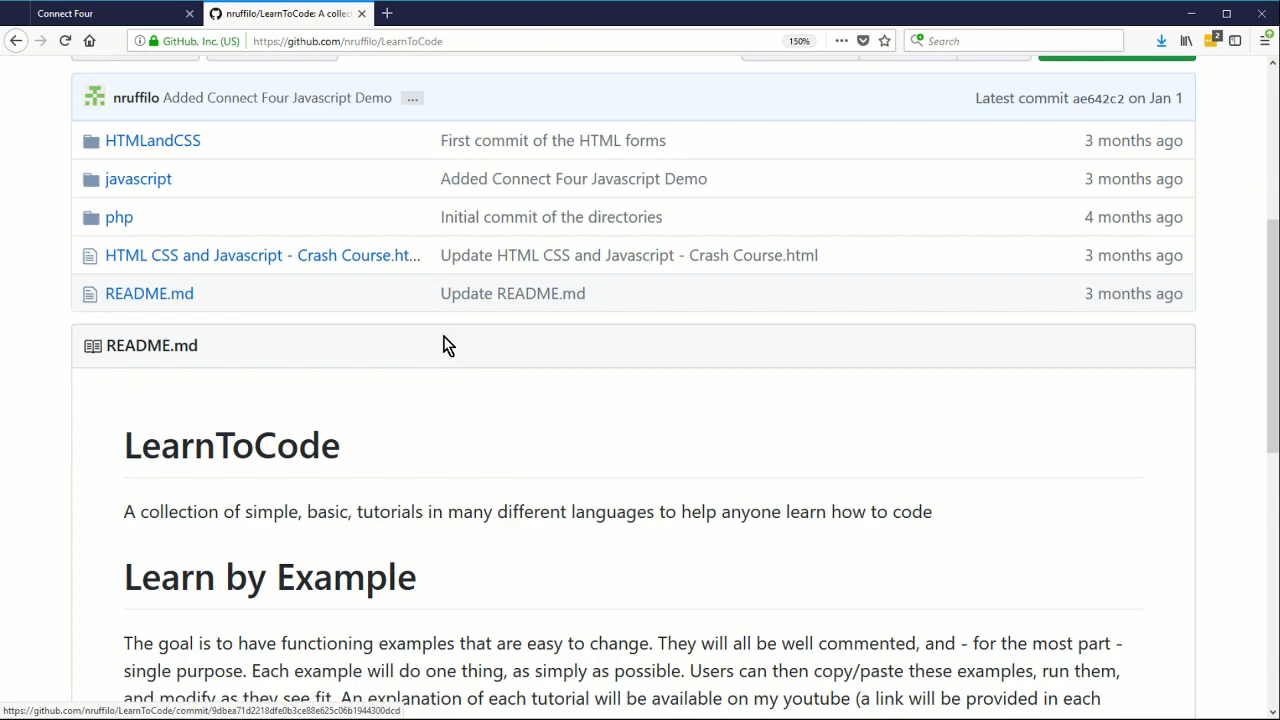 Connect Four
nruffilo/LearnToCode: A collec
GitHub, Inc. (US)
https://github.com/nruffilo/LearnToCode
150%
Search
2
nruffilo Added Connect Four Javascript Demo ...
Latest commit ae642c2 on Jan 1
HTMLandCSS First commit of the HTML forms 3 months ago
javascript Added Connect Four Javascript Demo 3 months ago
php Initial commit of the directories 4 months ago
HTML CSS and Javascript - Crash Course.ht... Update HTML CSS and Javascript - Crash Course.html 3 months ago
README.md Update README.md 3 months ago
README.md
LearnToCode
A collection of simple, basic, tutorials in many different languages to help anyone learn how to code
Learn by Example
The goal is to have functioning examples that are easy to change. They will all be well commented, and - for the most part -
single purpose. Each example will do one thing, as simply as possible. Users can then copy/paste these examples, run them,
and modify as they see fit. An explanation of each tutorial will be available on my youtube (a link will be provided in each
https://github.com/nruffilo/LearnToCode/commit/9dbea71d2218dfe0b3ce88e625c06b1944300dcd